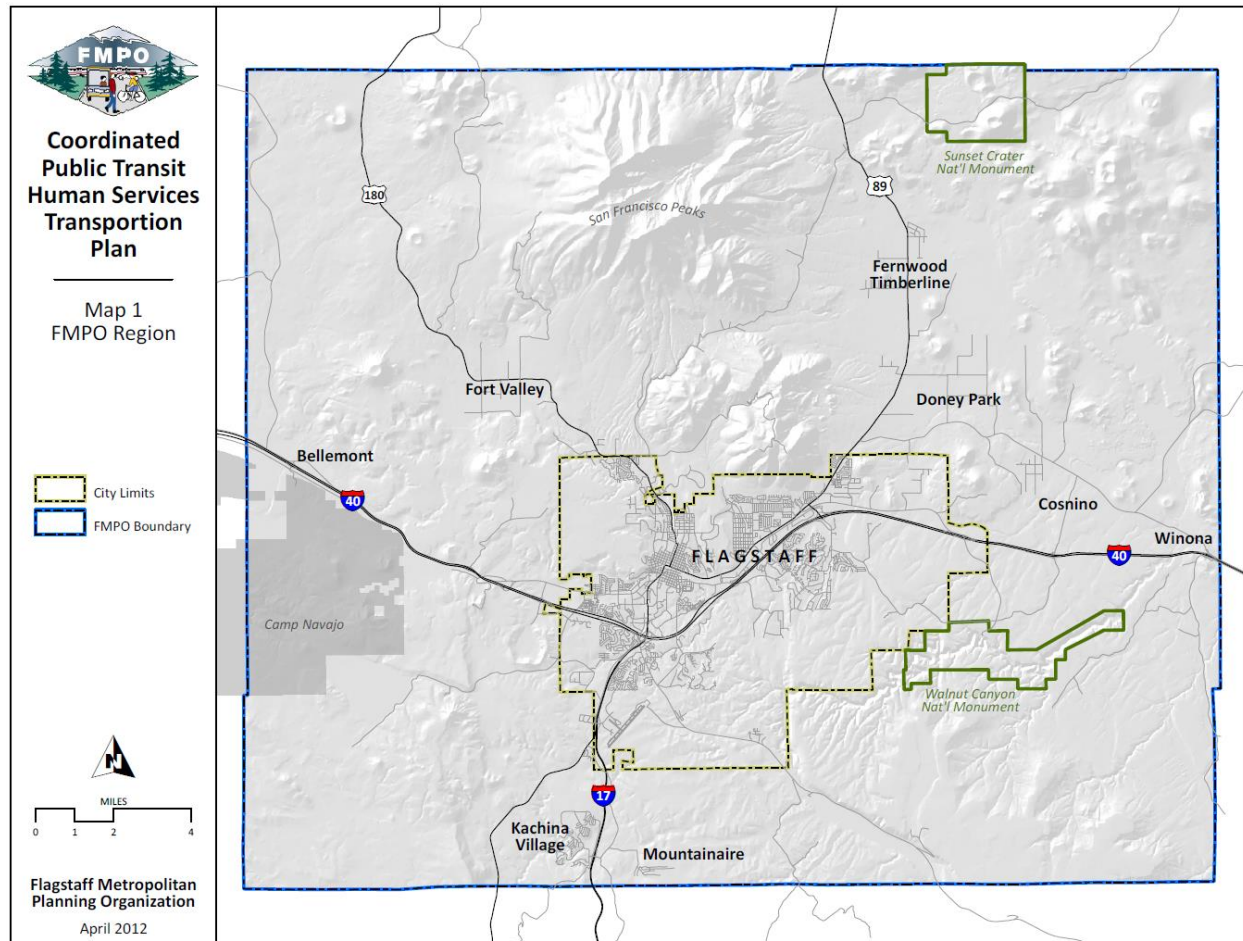 FMPO
Coordinated
Public Transit
Human Services
Transportion
Plan
Map 1
FMPO Region
City Limits
FMPO Boundary
N
MILES
0 1 2 4
Flagstaff Metropolitan
Planning Organization
April 2012
Sunset Crater
Nat'l Monument
180
89
San Francisco Peaks
Fernwood
Timberline
Fort Valley
Doney Park
Bellemont
40
Cosnino
Winona
FLAGSTAFF
40
Camp Navajo
Walnut Canyon
Nat'l Monument
17
Kachina
Village
Mountainaire